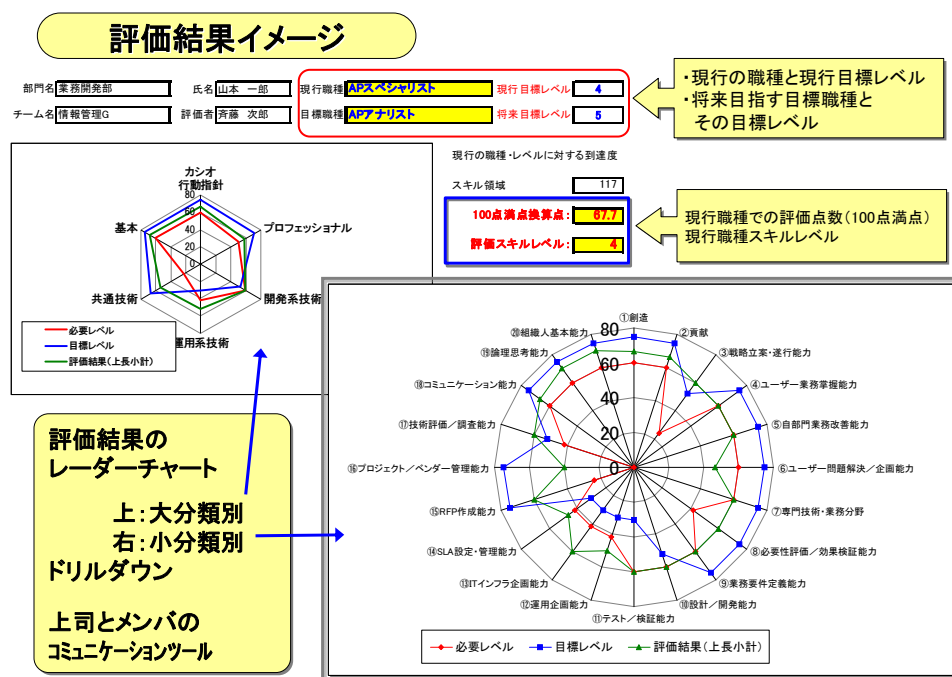 評価結果イメージ
部門名 業務開発部 氏名 山本 一郎 現行職種 APスペシャリスト 現行目標レベル 4
チーム名 情報管理G 評価者 斉藤 次郎 目標職種 APアナリスト 将来目標レベル 5
・現行の職種と現行目標レベル
・将来目指す目標職種と
その目標レベル
現行の職種・レベルに対する到達度
スキル領域 117
100点満点換算点: 67.7
評価スキルレベル: 4
現行職種での評価点数(100点満点)
現行職種スキルレベル
カシオ
行動指針
プロフェッショナル
開発系技術
運用系技術
共通技術
基本
80
60
40
20
0
必要レベル
目標レベル
評価結果(上長小計)
評価結果の
レーダーチャート
上:大分類別
右:小分類別
ドリルダウン
上司とメンバの
コミュニケーションツール
①創造
②貢献
③戦略立案・遂行能力
④ユーザー業務掌握能力
⑤自部門業務改善能力
⑥ユーザー問題解決/企画能力
⑦専門技術・業務分野
⑧必要性評価/効果検証能力
⑨業務要件定義能力
⑩設計/開発能力
⑪テスト/検証能力
⑫運用企画能力
⑬ITインフラ企画能力
⑭SLA設定・管理能力
⑮RFP作成能力
⑯プロジェクト/ベンダー管理能力
⑰技術評価/調査能力
⑱コミュニケーション能力
⑲論理思考能力
⑳組織人基本能力
80
60
40
20
0
必要レベル 目標レベル 評価結果(上長小計)